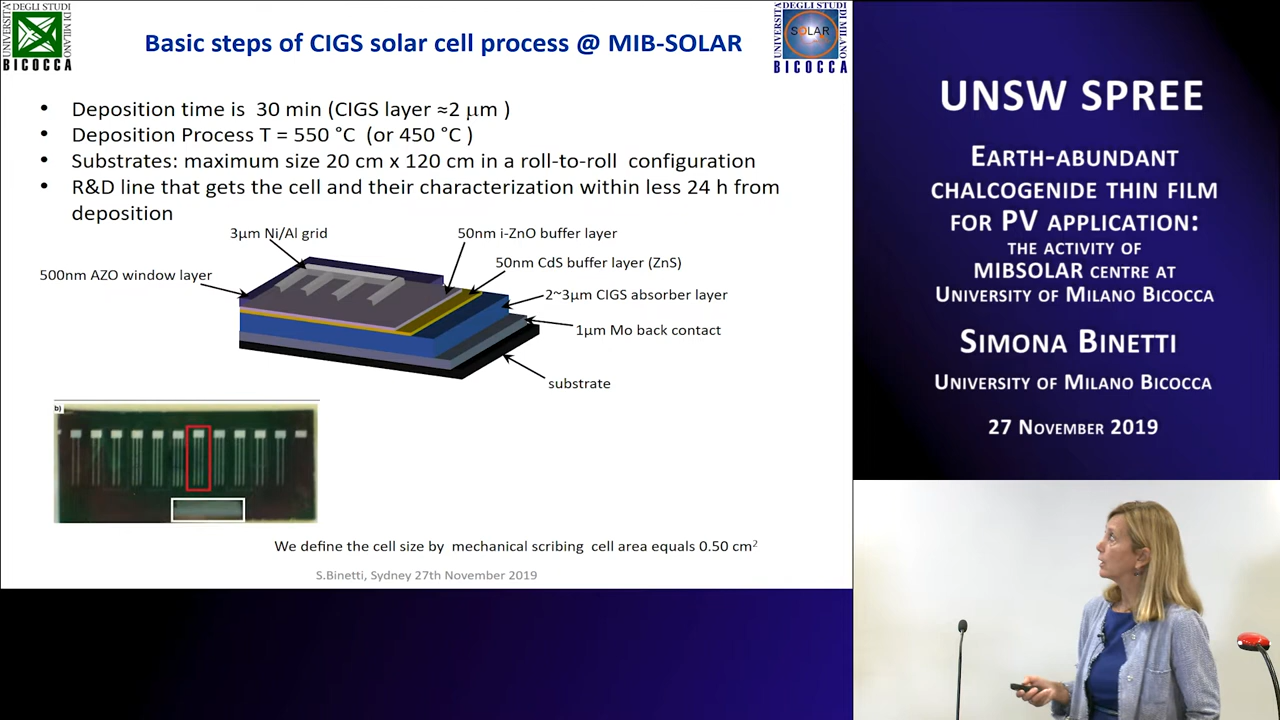 UNIVERSITÀ
DEGLI STUDI
DI MILANO
BICOCCA
Basic steps of CIGS solar cell process @ MIB-SOLAR
UNIVERSITÀ
DEGLI STUDI
DI MILANO
SOLAR
BICOCCA
• Deposition time is 30 min (CIGS layer ≈2 μm )
• Deposition Process T = 550 °C (or 450 °C )
• Substrates: maximum size 20 cm x 120 cm in a roll-to-roll configuration
• R&D line that gets the cell and their characterization within less 24 h from
deposition
3μm Ni/Al grid
50nm i-ZnO buffer layer
500nm AZO window layer
50nm CdS buffer layer (ZnS)
2~3μm CIGS absorber layer
1μm Mo back contact
substrate
b)
We define the cell size by mechanical scribing cell area equals 0.50 cm²
S.Binetti, Sydney 27th November 2019
UNSW SPREE
EARTH-ABUNDANT
CHALCOGENIDE THIN FILM
FOR PV APPLICATION:
THE ACTIVITY OF
MIBSOLAR CENTRE AT
UNIVERSITY OF MILANO BICOCCA
SIMONA BINETTI
UNIVERSITY OF MILANO BICOCCA
27 NOVEMBER 2019